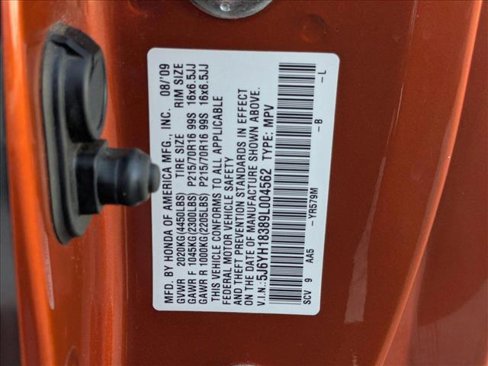 MFD. BY HONDA OF AMERICA MFG., INC. 08/'09
GVWR 2020KG(4450LBS) TIRE SIZE RIM SIZE
GAWR F 1045KG(2300LBS) P215/70R16 99S 16x6.5JJ
GAWR R 1000KG(2205LBS) P215/70R16 99S 16x6.5JJ
THIS VEHICLE CONFORMS TO ALL APPLICABLE
FEDERAL MOTOR VEHICLE SAFETY
AND THEFT PREVENTION STANDARDS IN EFFECT
ON THE DATE OF MANUFACTURE SHOWN ABOVE.
V.I.N.:5J6YH18389L004562 TYPE: MPV
SCV 9 AA5 -YR579M -B -L